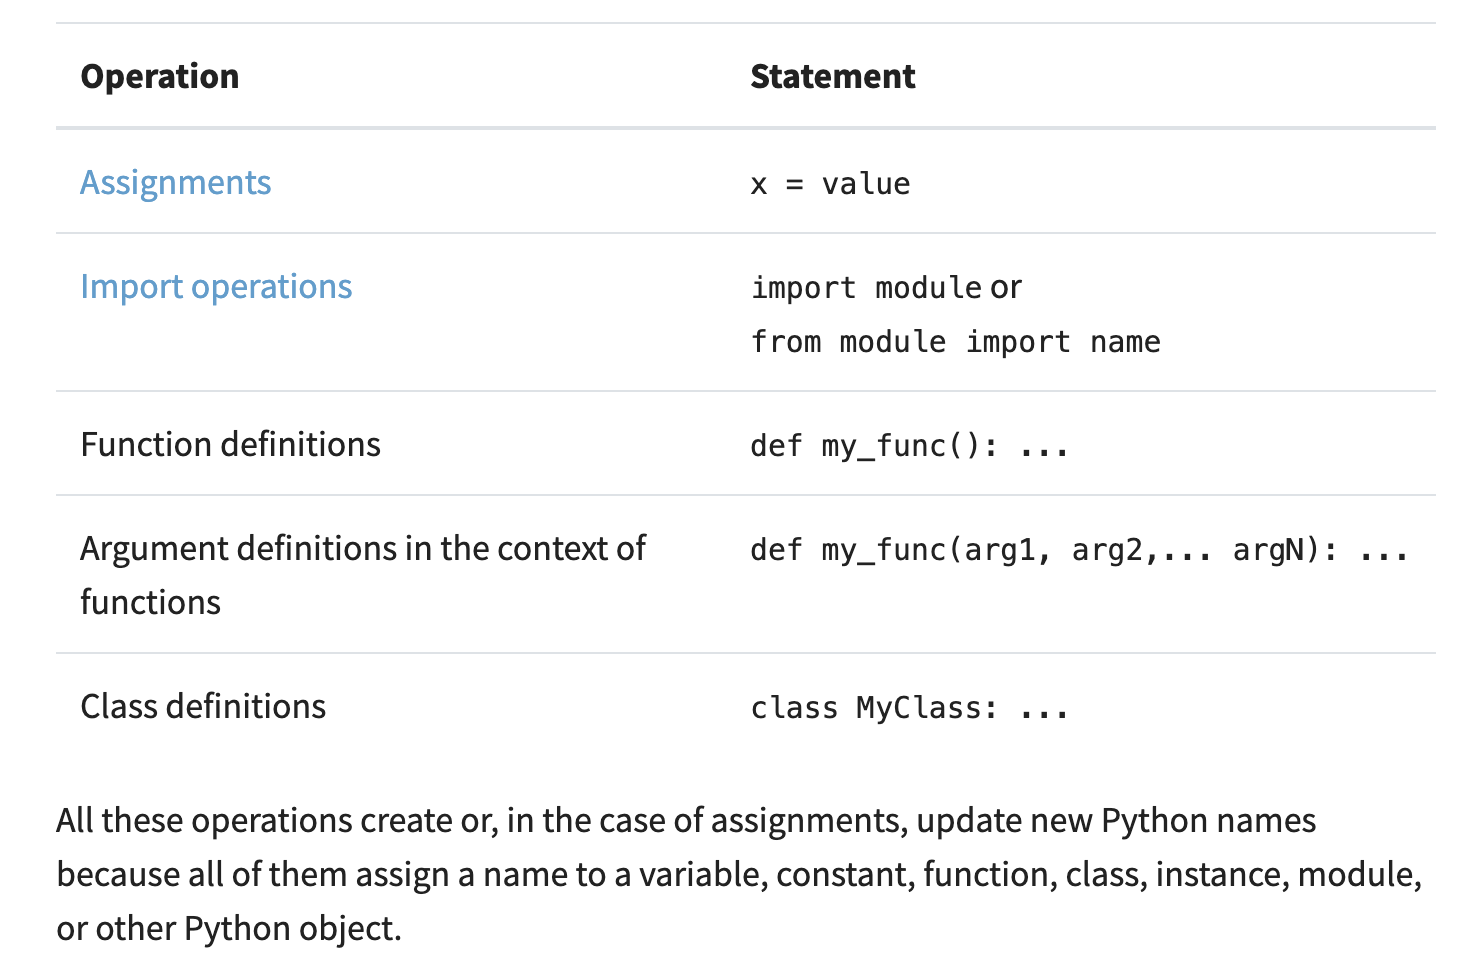 Operation Statement
Assignments x = value
Import operations import module or
from module import name
Function definitions def my_func(): ...
Argument definitions in the context of def my_func(arg1, arg2,... argN): ...
functions
Class definitions class MyClass: ...
All these operations create or, in the case of assignments, update new Python names
because all of them assign a name to a variable, constant, function, class, instance, module,
or other Python object.